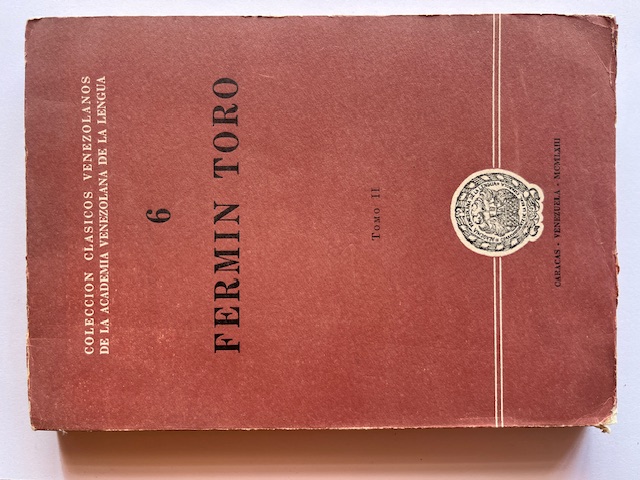 COLECCION CLASICOS VENEZOLANOS
DE LA ACADEMIA VENEZOLANA DE LA LENGUA
6
FERMIN TORO
TOMO II
CARACAS - VENEZUELA - MCMLXIII